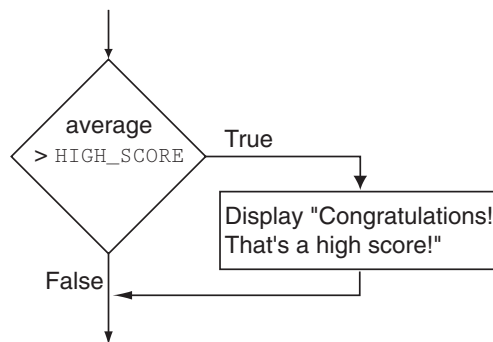 average
> HIGH_SCORE
True
Display "Congratulations!
That's a high score!"
False